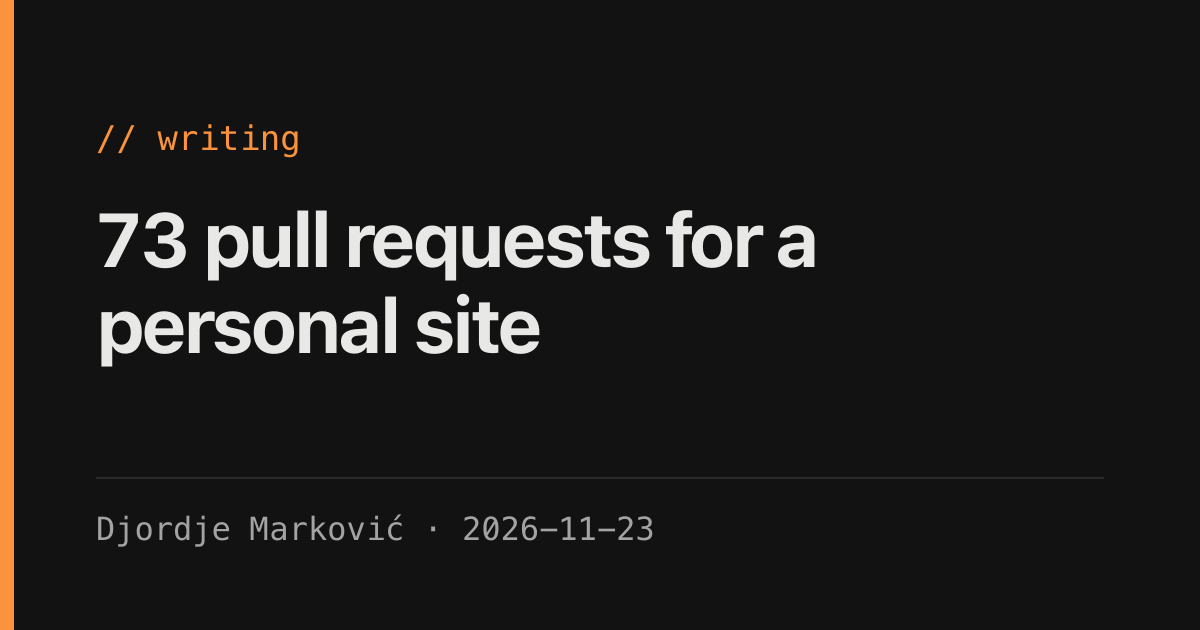 // writing
73 pull requests for a
personal site
Djordje Marković · 2026–11–23